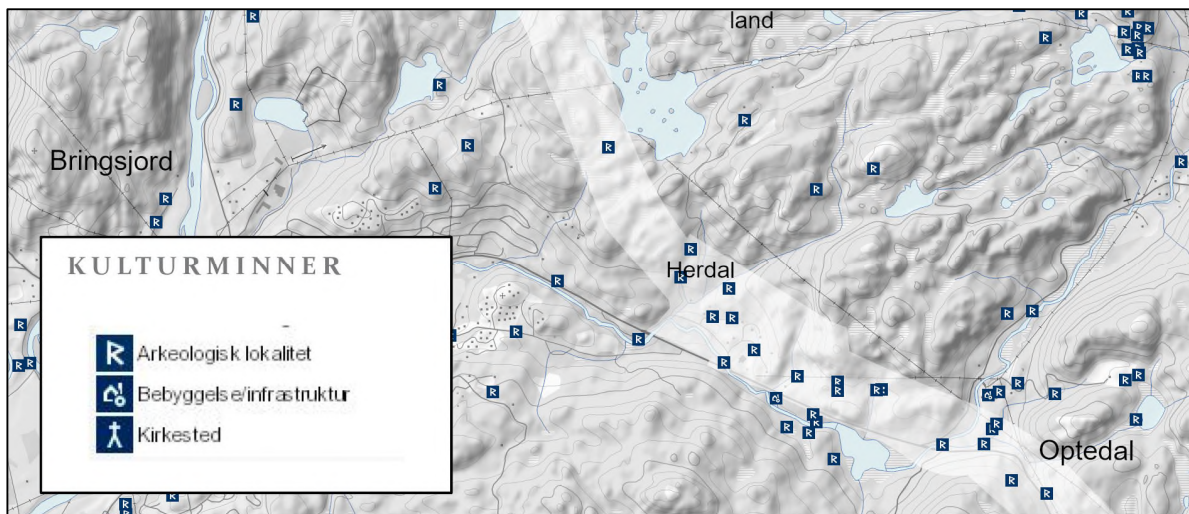 land
Bringsjord
Herdal
KULTURMINNER
Arkeologisk lokalitet
Bebyggelse/infrastruktur
Kirkested
Optedal